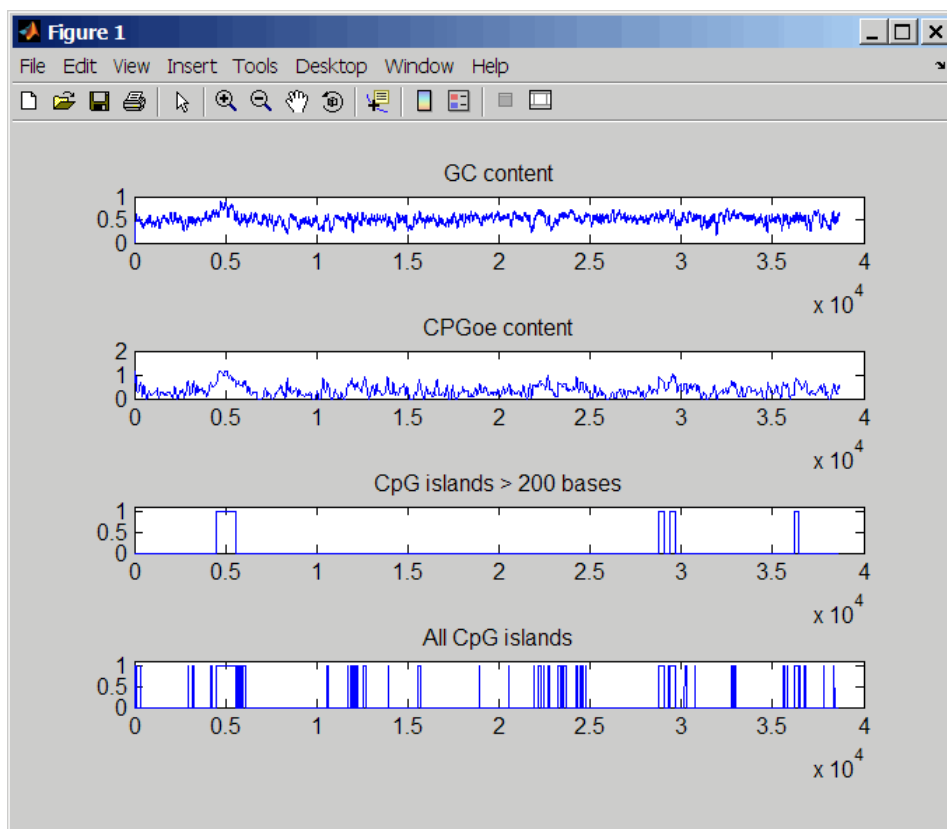 Figure 1
File Edit View Insert Tools Desktop Window Help
GC content
1
0.5
0
0 0.5 1 1.5 2 2.5 3 3.5 4
x 10^4
CPGoe content
2
1
0
0 0.5 1 1.5 2 2.5 3 3.5 4
x 10^4
CpG islands > 200 bases
1
0.5
0
0 0.5 1 1.5 2 2.5 3 3.5 4
x 10^4
All CpG islands
1
0.5
0
0 0.5 1 1.5 2 2.5 3 3.5 4
x 10^4